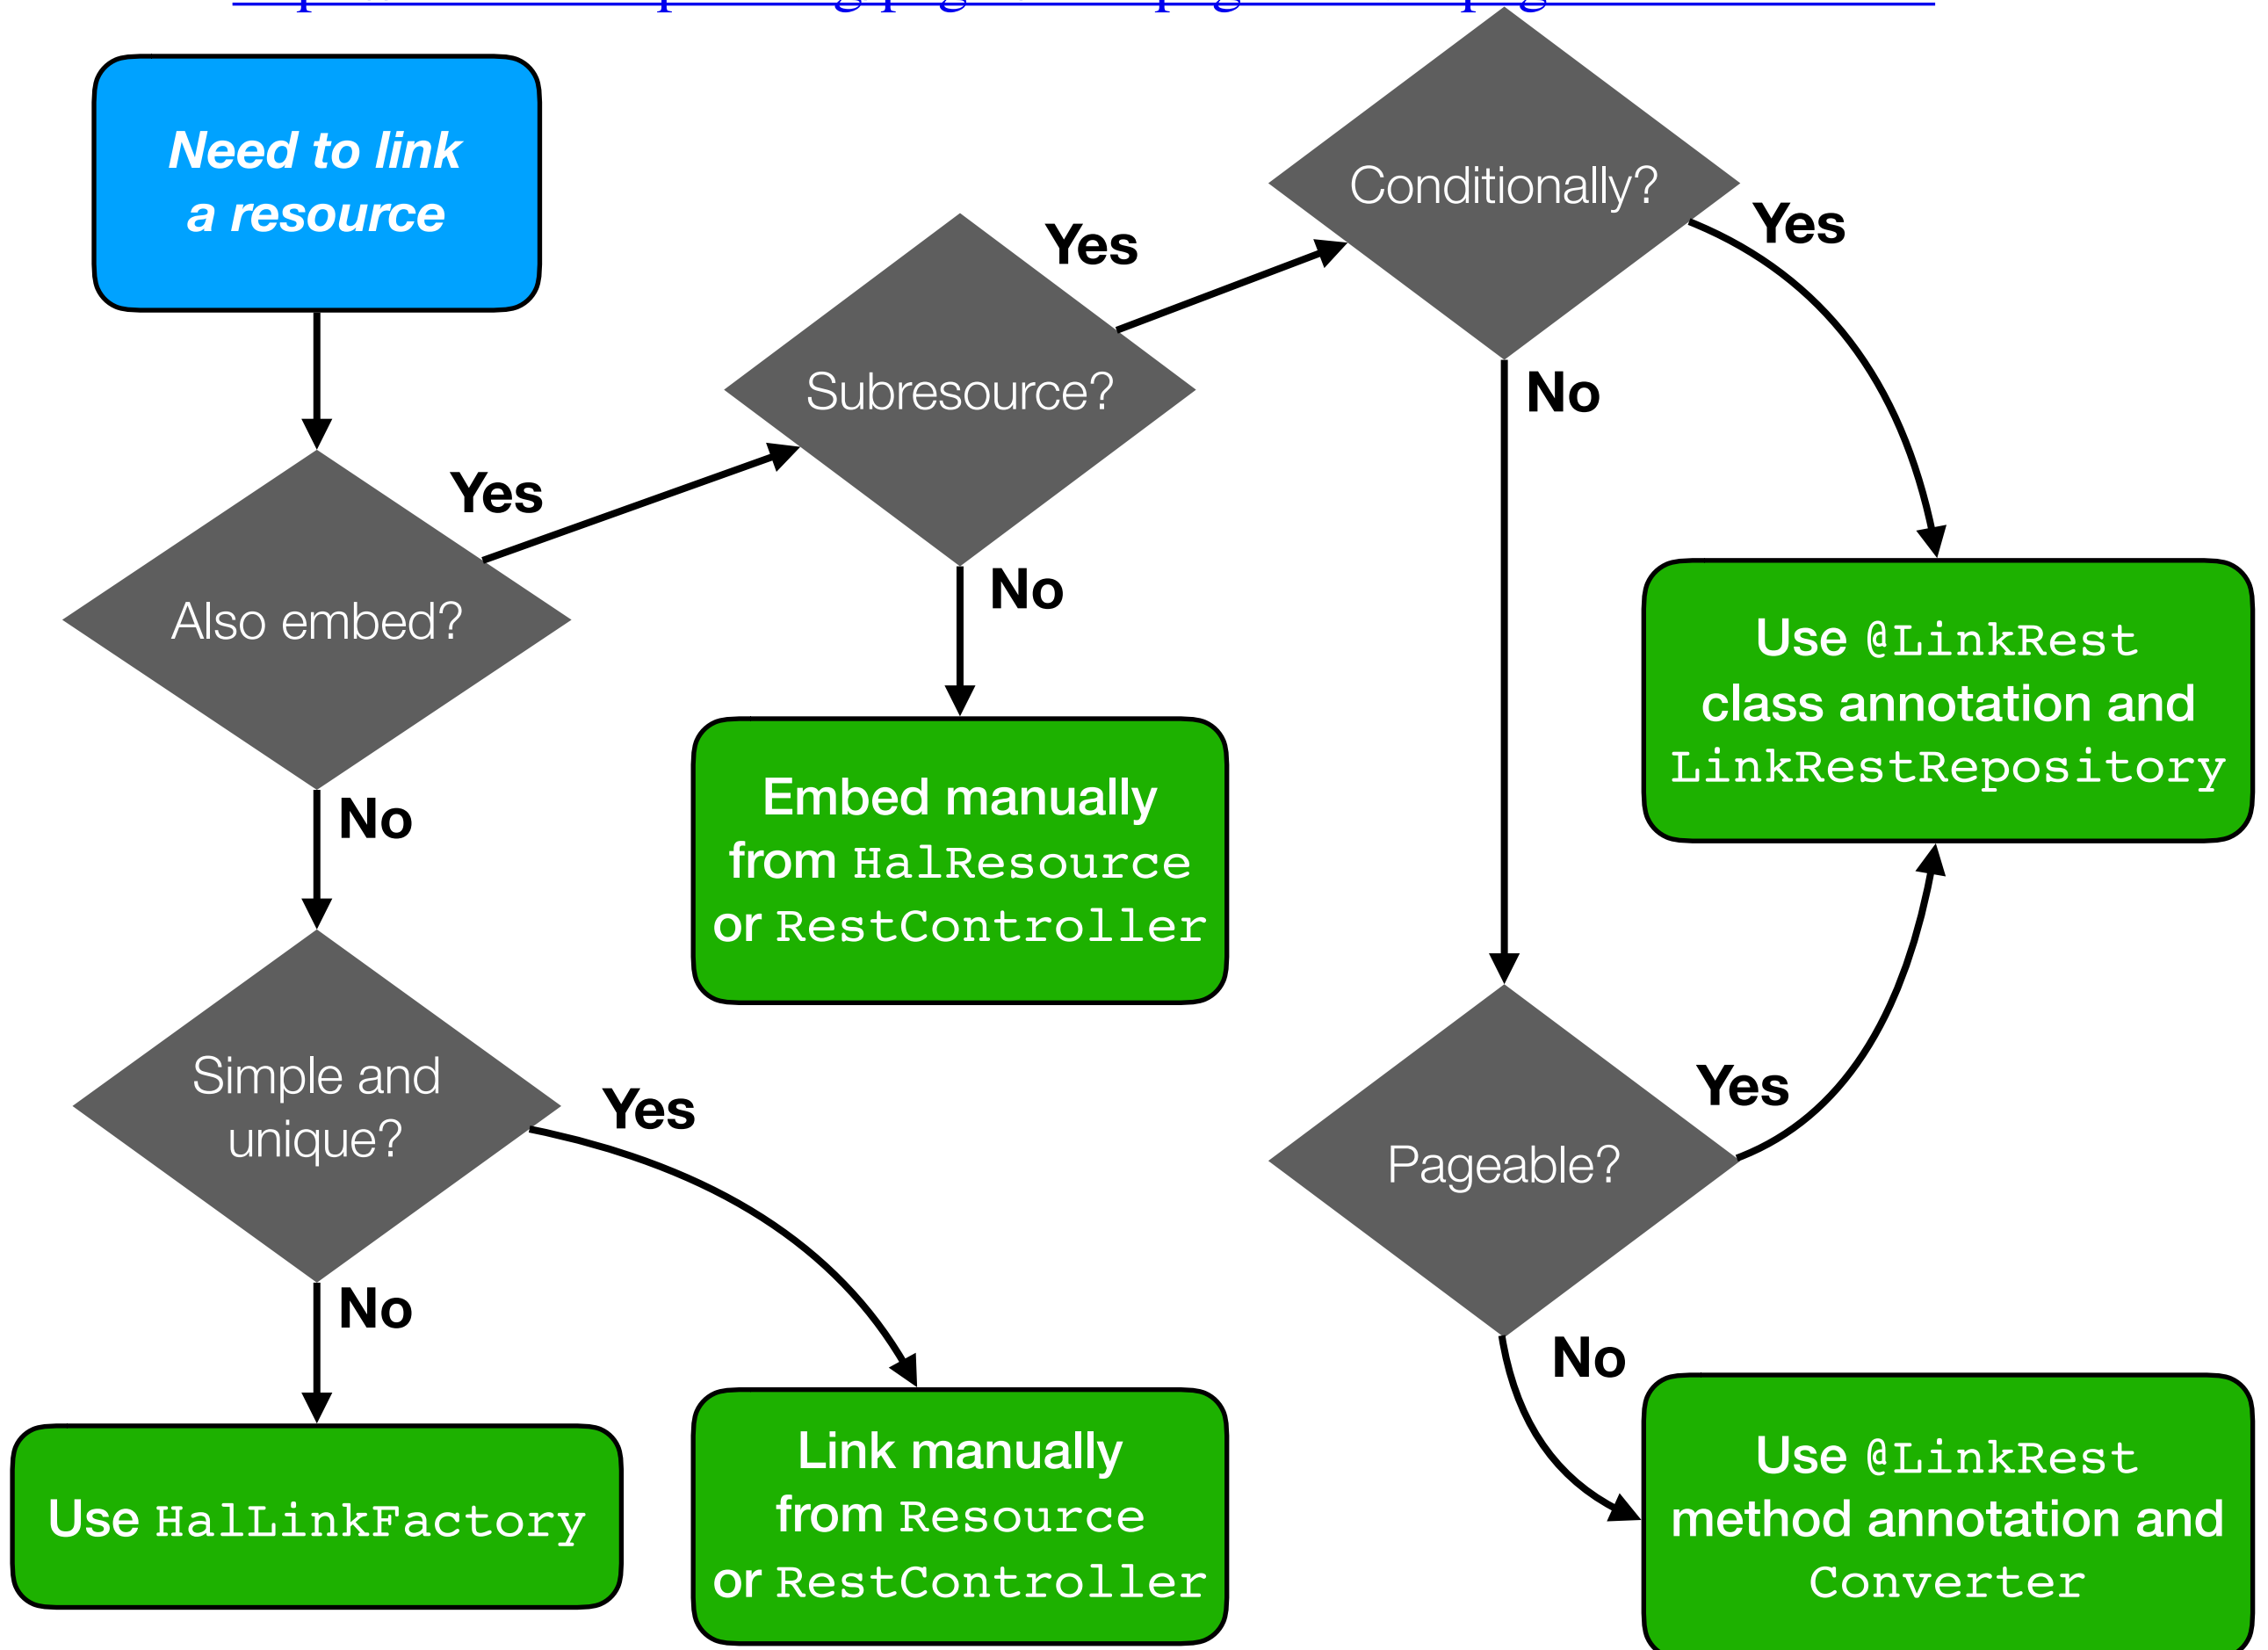 Need to link
a resource
Conditionally?
Yes
Yes
Subresource?
No
Yes
No
Also embed?
Use @LinkRest
class annotation and
LinkRestRepository
Embed manually
from HalResource
or RestController
No
Simple and
unique?
Yes
Yes
Pageable?
No
No
Link manually
from Resource
or RestController
Use HalLinkFactory
Use @LinkRest
method annotation and
Converter